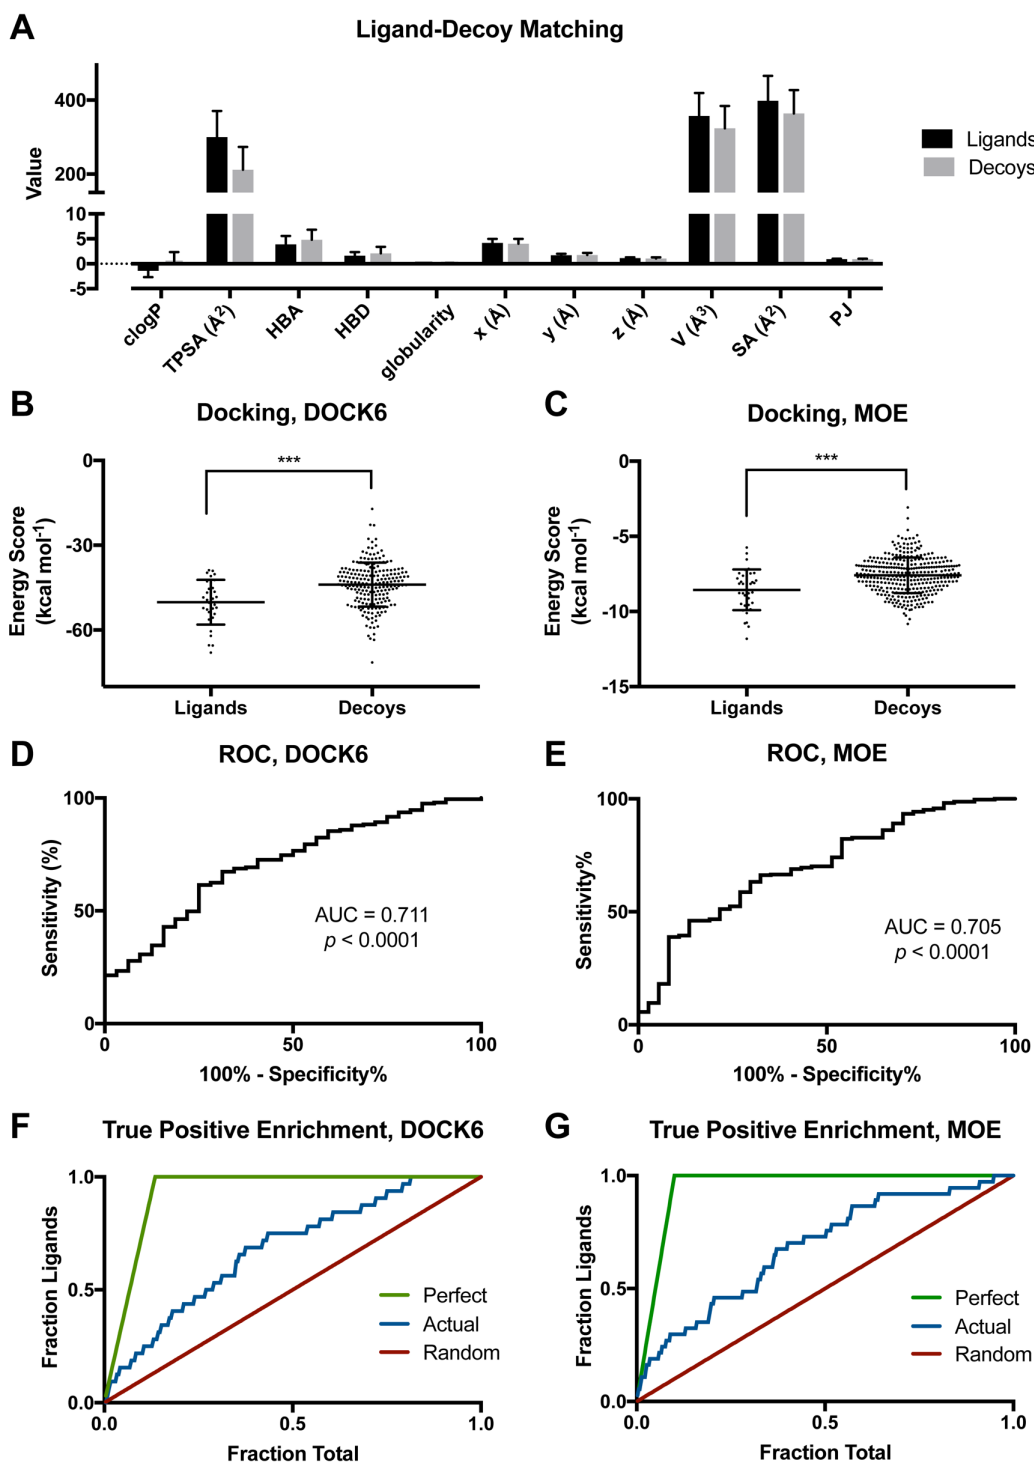 A
Ligand-Decoy Matching
Value
400
200
10
5
0
-5
clogP
TPSA (Å²)
HBA
HBD
globularity
x (Å)
y (Å)
z (Å)
V (Å³)
SA (Å²)
PJ
Ligands
Decoys
B
Docking, DOCK6
Energy Score
(kcal mol⁻¹)
0
-30
-60
***
Ligands
Decoys
C
Docking, MOE
Energy Score
(kcal mol⁻¹)
0
-5
-10
-15
***
Ligands
Decoys
D
ROC, DOCK6
Sensitivity (%)
100
50
0
AUC = 0.711
p < 0.0001
0
50
100
100% - Specificity%
E
ROC, MOE
Sensitivity%
100
50
0
AUC = 0.705
p < 0.0001
0
50
100
100% - Specificity%
F
True Positive Enrichment, DOCK6
Fraction Ligands
1.0
0.5
0.0
Perfect
Actual
Random
0.0
0.5
1.0
Fraction Total
G
True Positive Enrichment, MOE
Fraction Ligands
1.0
0.5
0.0
Perfect
Actual
Random
0.0
0.5
1.0
Fraction Total